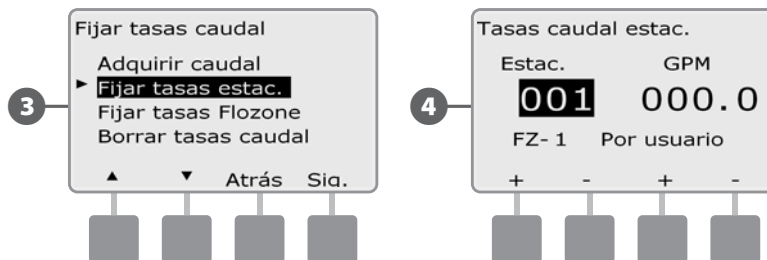 3
Fijar tasas caudal
Adquirir caudal
► Fijar tasas estac.
Fijar tasas Flozone
Borrar tasas caudal
▲ ▼ Atrás Sig.
4
Tasas caudal estac.
Estac. GPM
001 000.0
FZ- 1 Por usuario
+ - + -